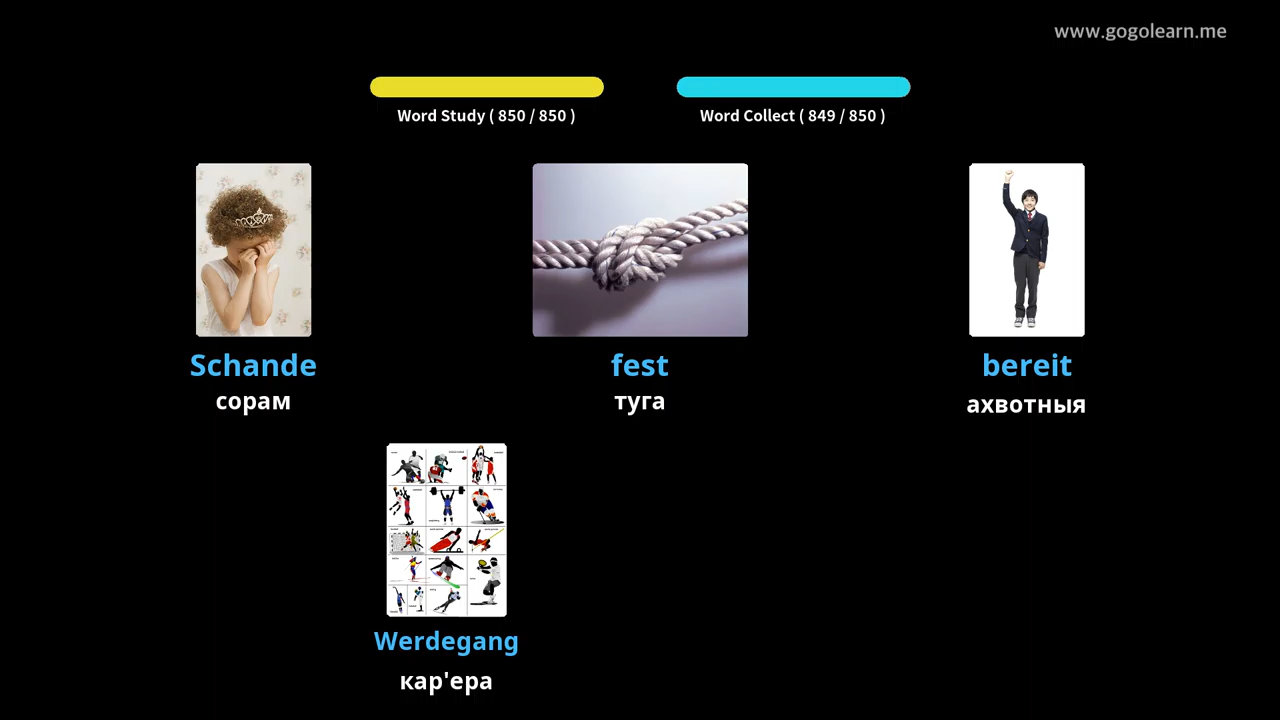 www.gogolearn.me
Word Study ( 850 / 850 )
Word Collect ( 849 / 850 )
Schande
сорам
fest
туга
bereit
ахвотныя
Werdegang
кар'ера